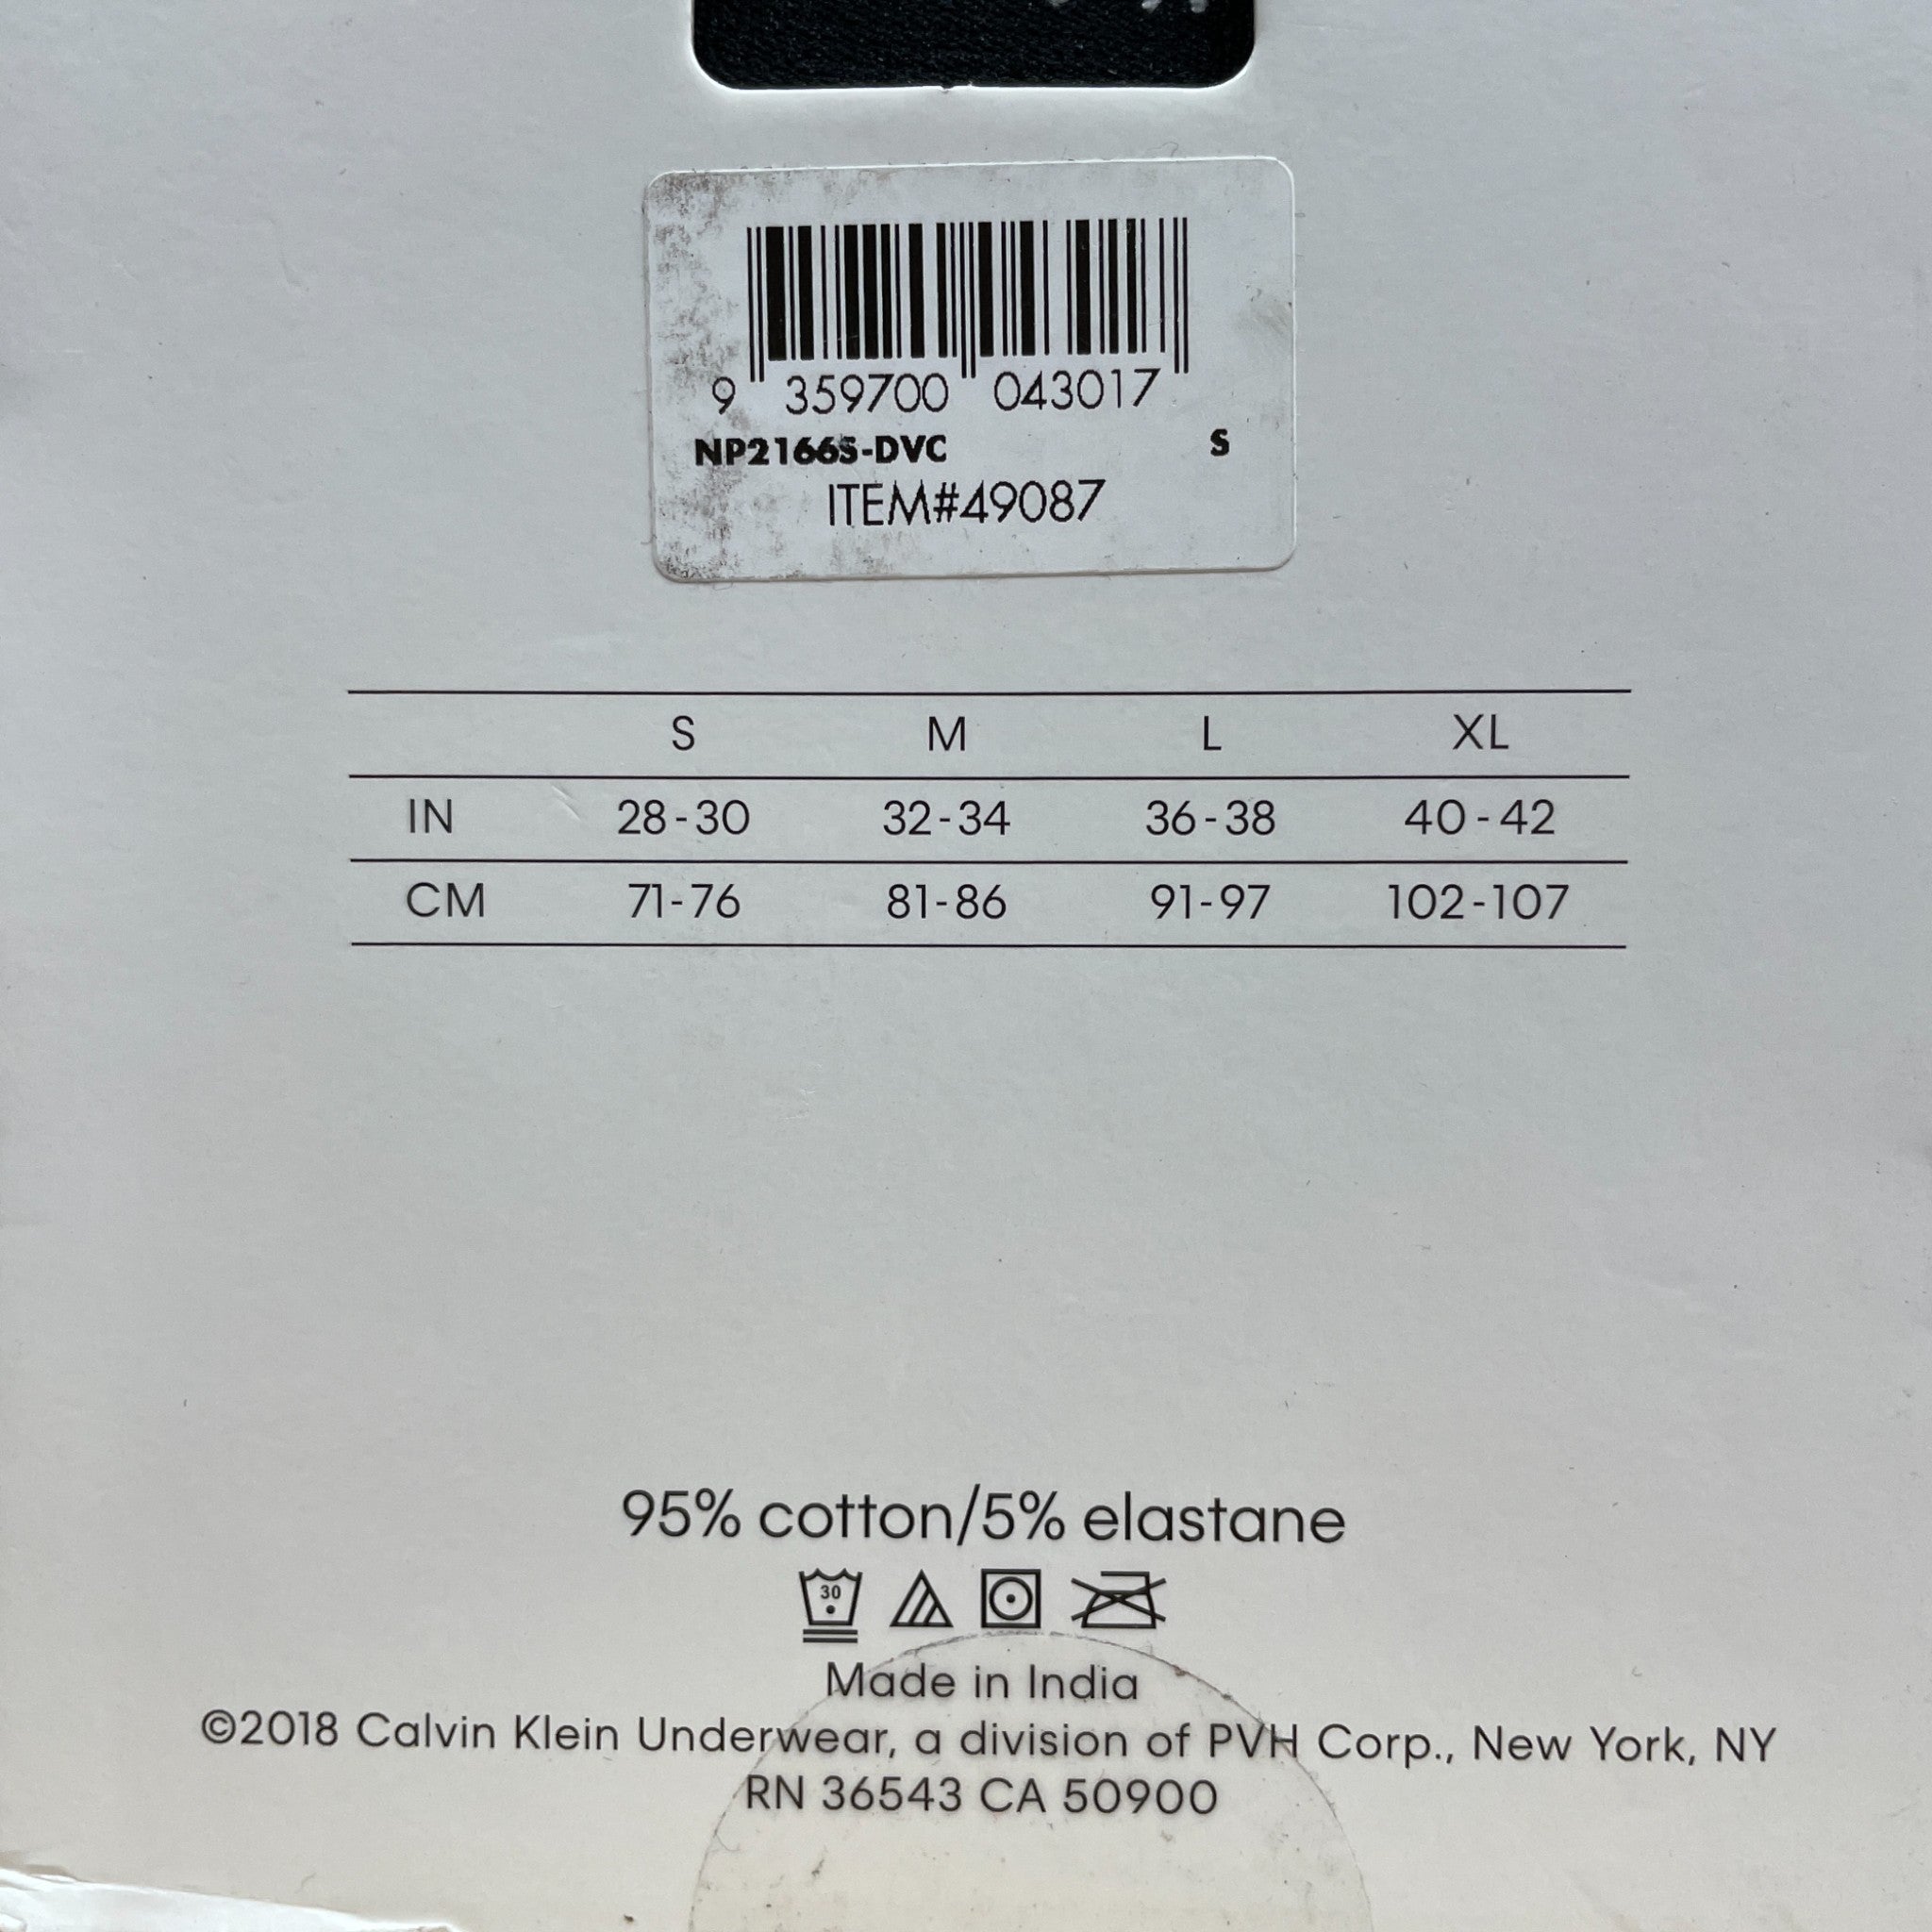 9 359700 043017
NP2166S-DVC S
ITEM#49087
S M L XL
IN 28-30 32-34 36-38 40-42
CM 71-76 81-86 91-97 102-107
95% cotton/5% elastane
30
Made in India
©2018 Calvin Klein Underwear, a division of PVH Corp., New York, NY
RN 36543 CA 50900